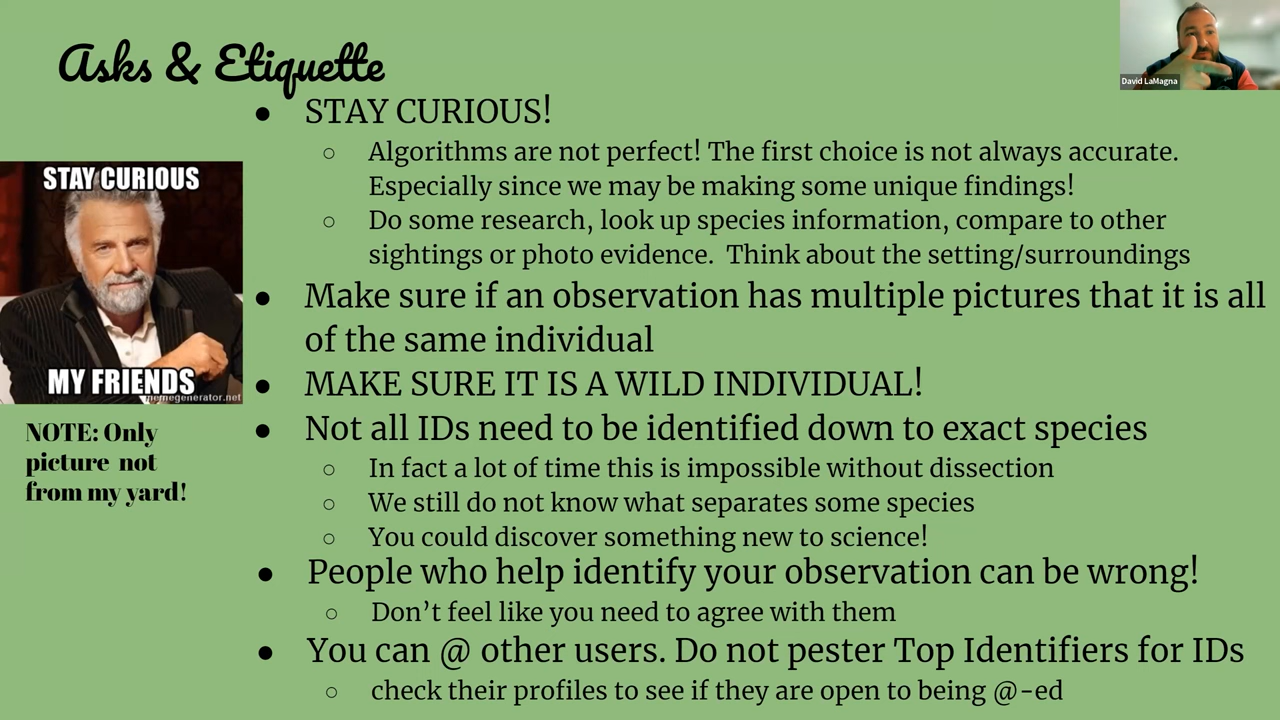 Asks & Etiquette
David LaMagna
● STAY CURIOUS!
○ Algorithms are not perfect! The first choice is not always accurate.
Especially since we may be making some unique findings!
○ Do some research, look up species information, compare to other
sightings or photo evidence.  Think about the setting/surroundings
● Make sure if an observation has multiple pictures that it is all
of the same individual
● MAKE SURE IT IS A WILD INDIVIDUAL!
● Not all IDs need to be identified down to exact species
○ In fact a lot of time this is impossible without dissection
○ We still do not know what separates some species
○ You could discover something new to science!
● People who help identify your observation can be wrong!
○ Don’t feel like you need to agree with them
● You can @ other users. Do not pester Top Identifiers for IDs
○ check their profiles to see if they are open to being @-ed
STAY CURIOUS
MY FRIENDS
memegenerator.net
NOTE: Only
picture  not
from my yard!